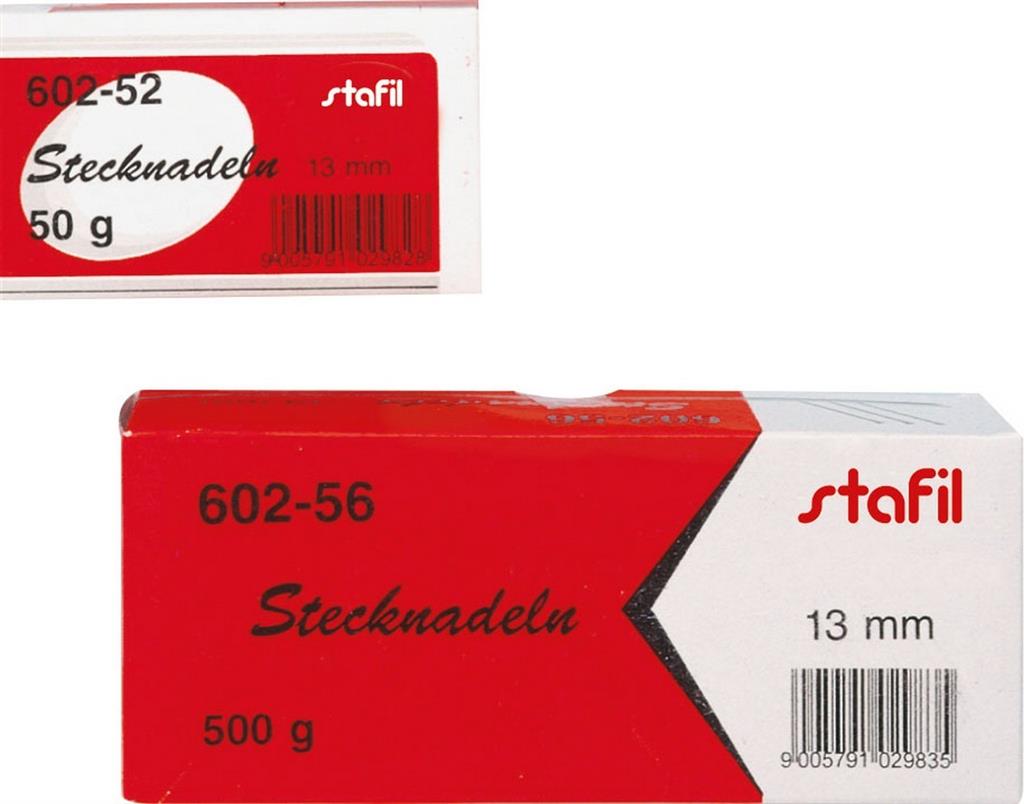 602-52
stafil
Stecknadeln
13 mm
50 g
9 005791 029828
602-56
stafil
Stecknadeln
13 mm
500 g
9 005791 029835